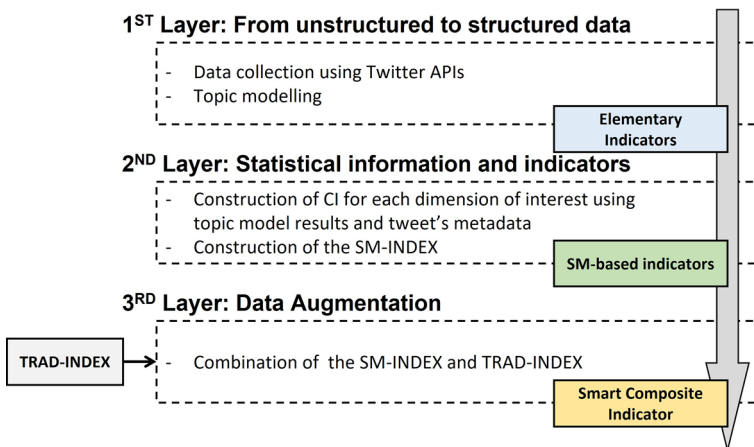 1ST Layer: From unstructured to structured data
- Data collection using Twitter APIs
- Topic modelling
Elementary
Indicators
2ND Layer: Statistical information and indicators
- Construction of CI for each dimension of interest using
topic model results and tweet's metadata
- Construction of the SM-INDEX
SM-based indicators
3RD Layer: Data Augmentation
TRAD-INDEX
- Combination of the SM-INDEX and TRAD-INDEX
Smart Composite
Indicator